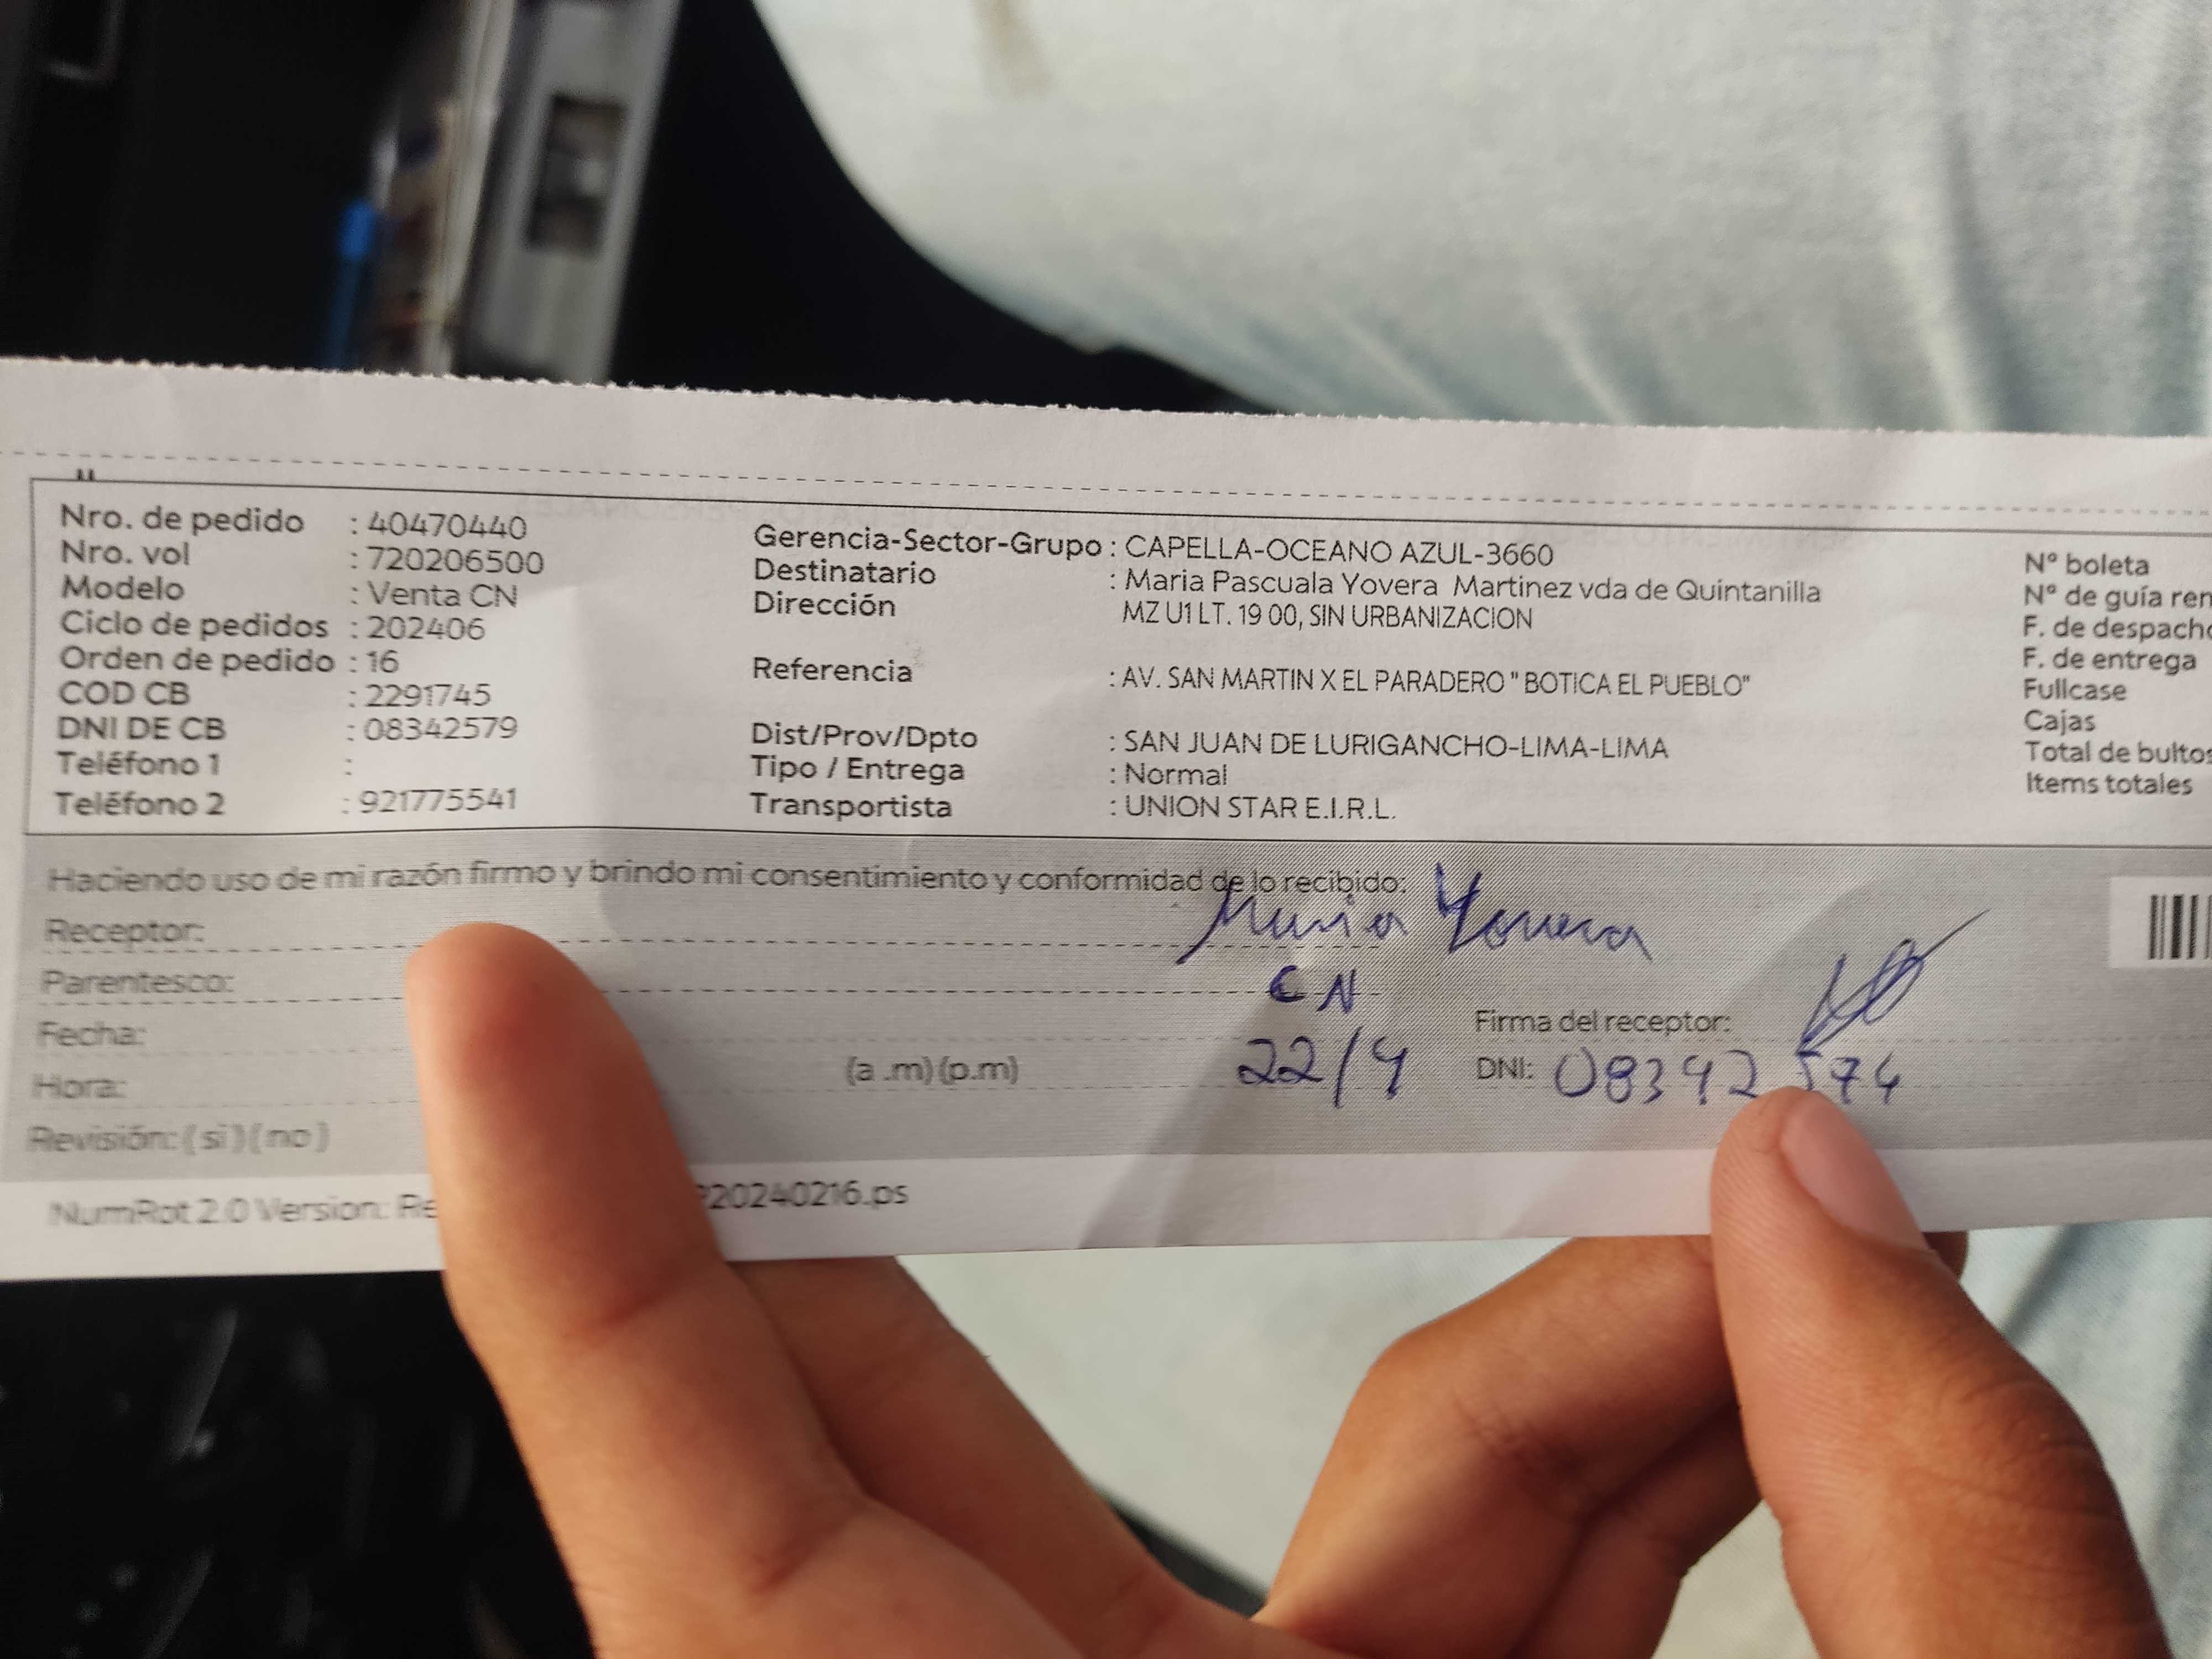 Nro. de pedido : 40470440
Nro. vol : 720206500
Modelo : Venta CN
Ciclo de pedidos : 202406
Orden de pedido : 16
COD CB : 2291745
DNI DE CB : 08342579
Teléfono 1 :
Teléfono 2 : 921775541
Gerencia-Sector-Grupo : CAPELLA-OCEANO AZUL-3660
Destinatario : Maria Pascuala Yovera Martinez vda de Quintanilla
Dirección MZ U1 LT. 19 00, SIN URBANIZACION
Referencia : AV. SAN MARTIN X EL PARADERO " BOTICA EL PUEBLO"
Dist/Prov/Dpto : SAN JUAN DE LURIGANCHO-LIMA-LIMA
Tipo / Entrega : Normal
Transportista : UNION STAR E.I.R.L.
Nº boleta
Nº de guía rem
F. de despacho
F. de entrega
Fullcase
Cajas
Total de bultos
Items totales
Haciendo uso de mi razón firmo y brindo mi consentimiento y conformidad de lo recibido:
Receptor: Maria Yovera
Parentesco: CN
Fecha: 22/4
Firma del receptor:
Hora: (a .m) (p.m)
DNI: 08342574
Revisión: ( si ) ( no )
NumRot 2.0 Version: Re 20240216.ps